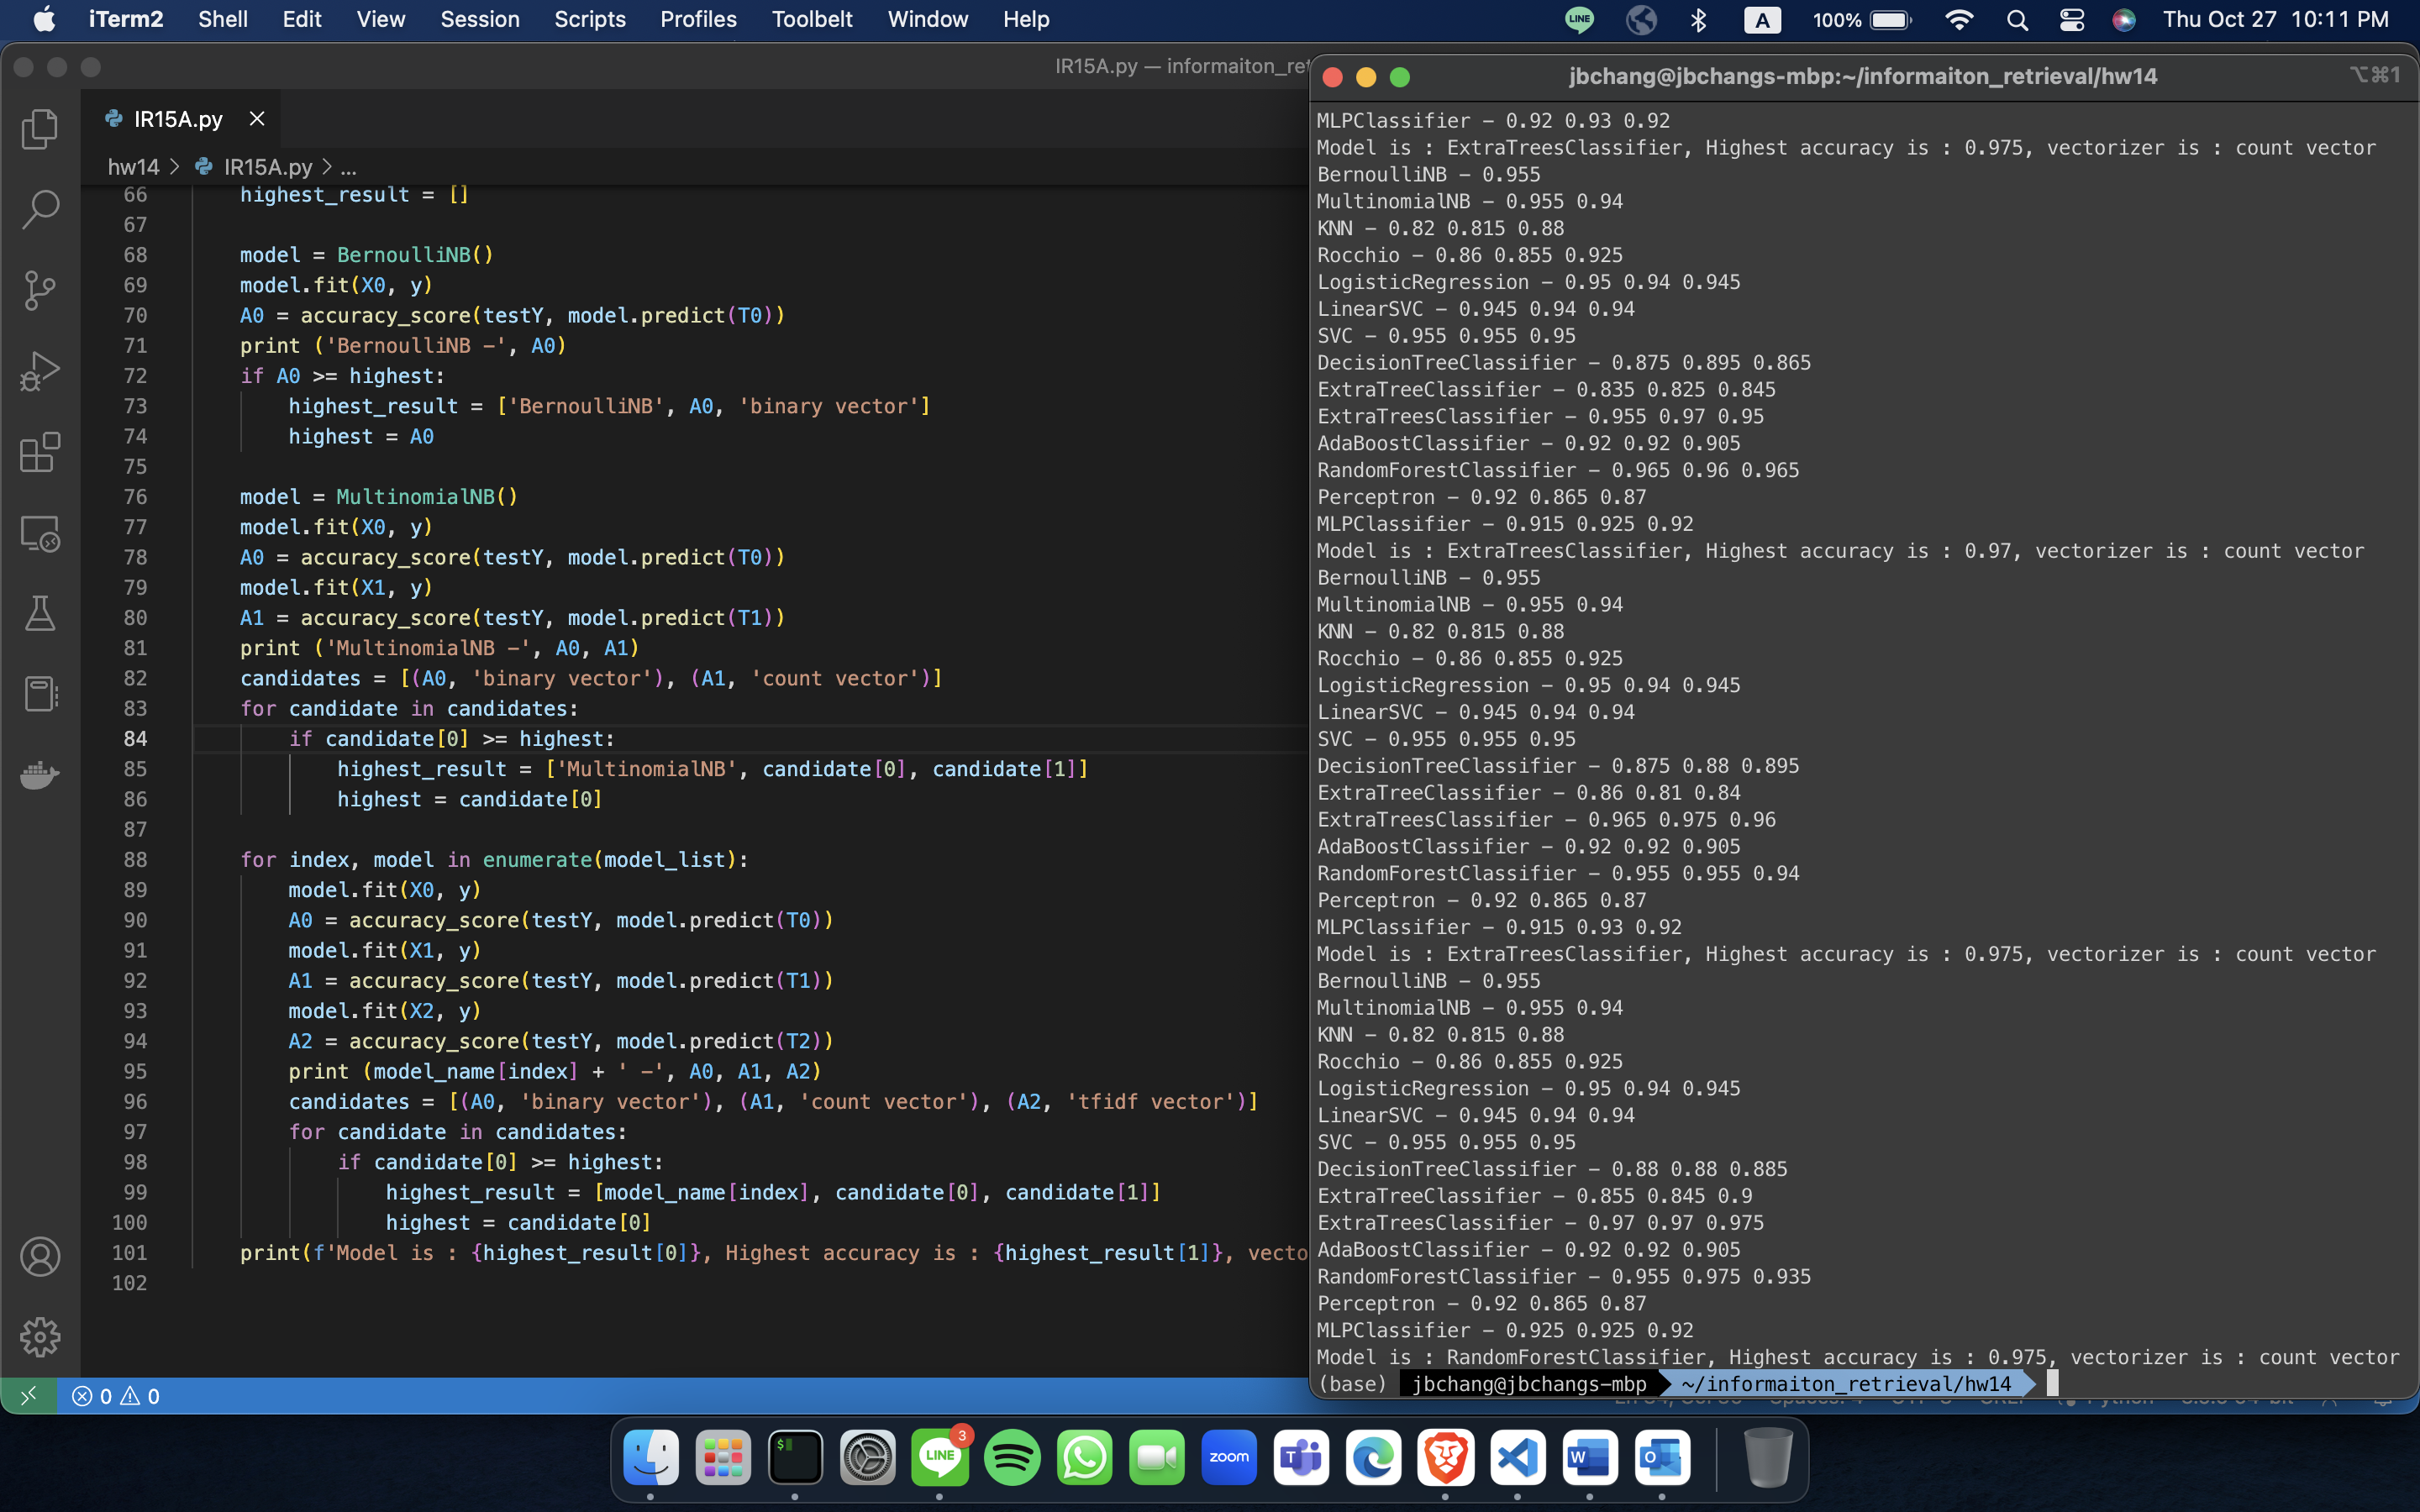 iTerm2 Shell Edit View Session Scripts Profiles Toolbelt Window Help LINE A 100% Thu Oct 27 10:11 PM
IR15A.py — informaiton_ret
IR15A.py
hw14 > IR15A.py > ...
66 highest_result = []
67
68 model = BernoulliNB()
69 model.fit(X0, y)
70 A0 = accuracy_score(testY, model.predict(T0))
71 print ('BernoulliNB –', A0)
72 if A0 >= highest:
73 highest_result = ['BernoulliNB', A0, 'binary vector']
74 highest = A0
75
76 model = MultinomialNB()
77 model.fit(X0, y)
78 A0 = accuracy_score(testY, model.predict(T0))
79 model.fit(X1, y)
80 A1 = accuracy_score(testY, model.predict(T1))
81 print ('MultinomialNB –', A0, A1)
82 candidates = [(A0, 'binary vector'), (A1, 'count vector')]
83 for candidate in candidates:
84 if candidate[0] >= highest:
85 highest_result = ['MultinomialNB', candidate[0], candidate[1]]
86 highest = candidate[0]
87
88 for index, model in enumerate(model_list):
89 model.fit(X0, y)
90 A0 = accuracy_score(testY, model.predict(T0))
91 model.fit(X1, y)
92 A1 = accuracy_score(testY, model.predict(T1))
93 model.fit(X2, y)
94 A2 = accuracy_score(testY, model.predict(T2))
95 print (model_name[index] + ' –', A0, A1, A2)
96 candidates = [(A0, 'binary vector'), (A1, 'count vector'), (A2, 'tfidf vector')]
97 for candidate in candidates:
98 if candidate[0] >= highest:
99 highest_result = [model_name[index], candidate[0], candidate[1]]
100 highest = candidate[0]
101 print(f'Model is : {highest_result[0]}, Highest accuracy is : {highest_result[1]}, vecto
102
0 0
jbchang@jbchangs-mbp:~/informaiton_retrieval/hw14 ⌥⌘1
MLPClassifier – 0.92 0.93 0.92
Model is : ExtraTreesClassifier, Highest accuracy is : 0.975, vectorizer is : count vector
BernoulliNB – 0.955
MultinomialNB – 0.955 0.94
KNN – 0.82 0.815 0.88
Rocchio – 0.86 0.855 0.925
LogisticRegression – 0.95 0.94 0.945
LinearSVC – 0.945 0.94 0.94
SVC – 0.955 0.955 0.95
DecisionTreeClassifier – 0.875 0.895 0.865
ExtraTreeClassifier – 0.835 0.825 0.845
ExtraTreesClassifier – 0.955 0.97 0.95
AdaBoostClassifier – 0.92 0.92 0.905
RandomForestClassifier – 0.965 0.96 0.965
Perceptron – 0.92 0.865 0.87
MLPClassifier – 0.915 0.925 0.92
Model is : ExtraTreesClassifier, Highest accuracy is : 0.97, vectorizer is : count vector
BernoulliNB – 0.955
MultinomialNB – 0.955 0.94
KNN – 0.82 0.815 0.88
Rocchio – 0.86 0.855 0.925
LogisticRegression – 0.95 0.94 0.945
LinearSVC – 0.945 0.94 0.94
SVC – 0.955 0.955 0.95
DecisionTreeClassifier – 0.875 0.88 0.895
ExtraTreeClassifier – 0.86 0.81 0.84
ExtraTreesClassifier – 0.965 0.975 0.96
AdaBoostClassifier – 0.92 0.92 0.905
RandomForestClassifier – 0.955 0.955 0.94
Perceptron – 0.92 0.865 0.87
MLPClassifier – 0.915 0.93 0.92
Model is : ExtraTreesClassifier, Highest accuracy is : 0.975, vectorizer is : count vector
BernoulliNB – 0.955
MultinomialNB – 0.955 0.94
KNN – 0.82 0.815 0.88
Rocchio – 0.86 0.855 0.925
LogisticRegression – 0.95 0.94 0.945
LinearSVC – 0.945 0.94 0.94
SVC – 0.955 0.955 0.95
DecisionTreeClassifier – 0.88 0.88 0.885
ExtraTreeClassifier – 0.855 0.845 0.9
ExtraTreesClassifier – 0.97 0.97 0.975
AdaBoostClassifier – 0.92 0.92 0.905
RandomForestClassifier – 0.955 0.975 0.935
Perceptron – 0.92 0.865 0.87
MLPClassifier – 0.925 0.925 0.92
Model is : RandomForestClassifier, Highest accuracy is : 0.975, vectorizer is : count vector
(base) jbchang@jbchangs-mbp ~/informaiton_retrieval/hw14
$ LINE 3 zoom T W O